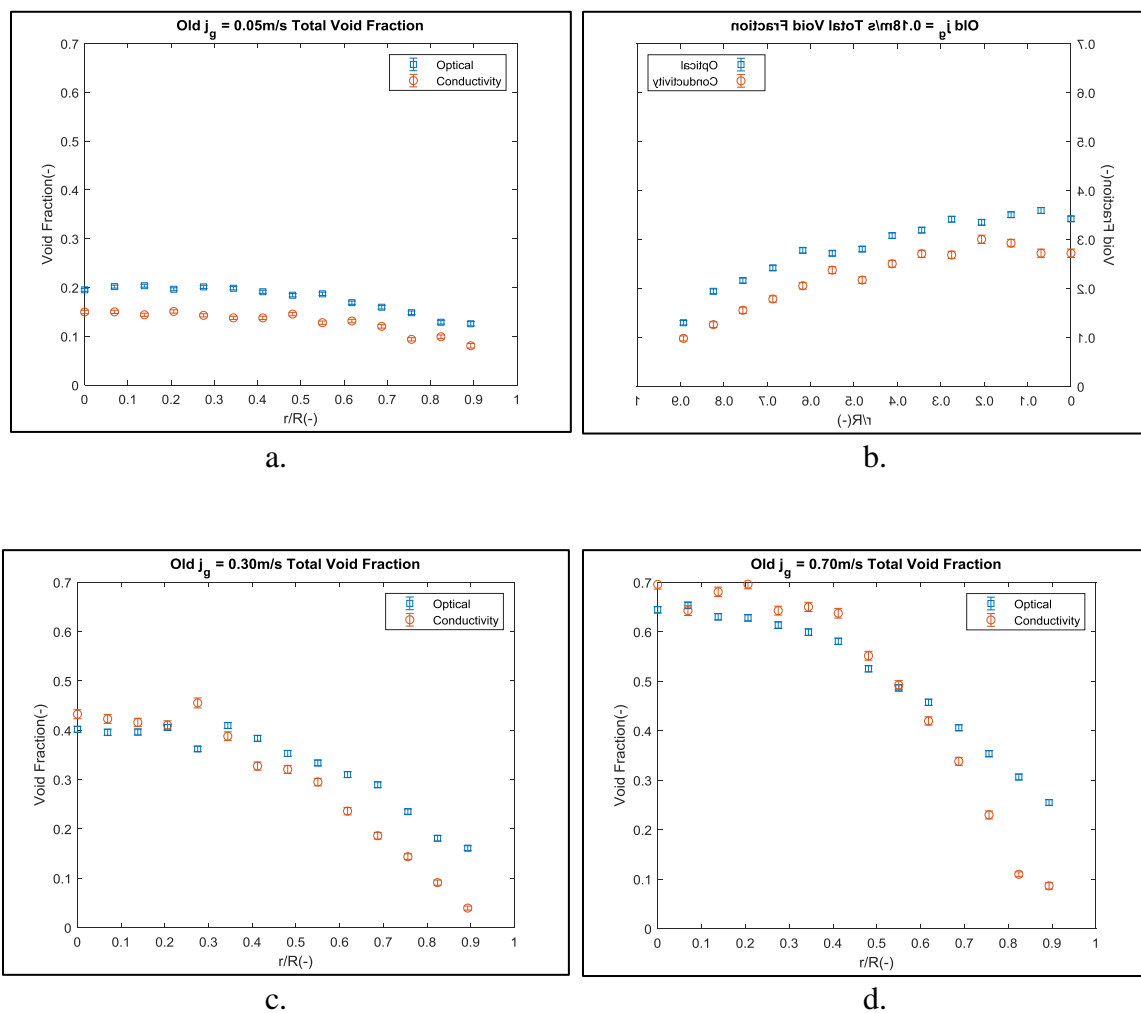 Old j_g = 0.05m/s Total Void Fraction
0.7
0.6
0.5
0.4
0.3
0.2
0.1
0
Void Fraction(-)
Optical
Conductivity
0 0.1 0.2 0.3 0.4 0.5 0.6 0.7 0.8 0.9 1
r/R(-)
a.
Old j_g = 0.18m/s Total Void Fraction
Optical
Conductivity
0.7
0.6
0.5
0.4
0.3
0.2
0.1
0
Void Fraction(-)
1 0.9 0.8 0.7 0.6 0.5 0.4 0.3 0.2 0.1 0
r/R(-)
b.
Old j_g = 0.30m/s Total Void Fraction
0.7
0.6
0.5
0.4
0.3
0.2
0.1
0
Void Fraction(-)
Optical
Conductivity
0 0.1 0.2 0.3 0.4 0.5 0.6 0.7 0.8 0.9 1
r/R(-)
c.
Old j_g = 0.70m/s Total Void Fraction
0.7
0.6
0.5
0.4
0.3
0.2
0.1
0
Void Fraction(-)
Optical
Conductivity
0 0.1 0.2 0.3 0.4 0.5 0.6 0.7 0.8 0.9 1
r/R(-)
d.